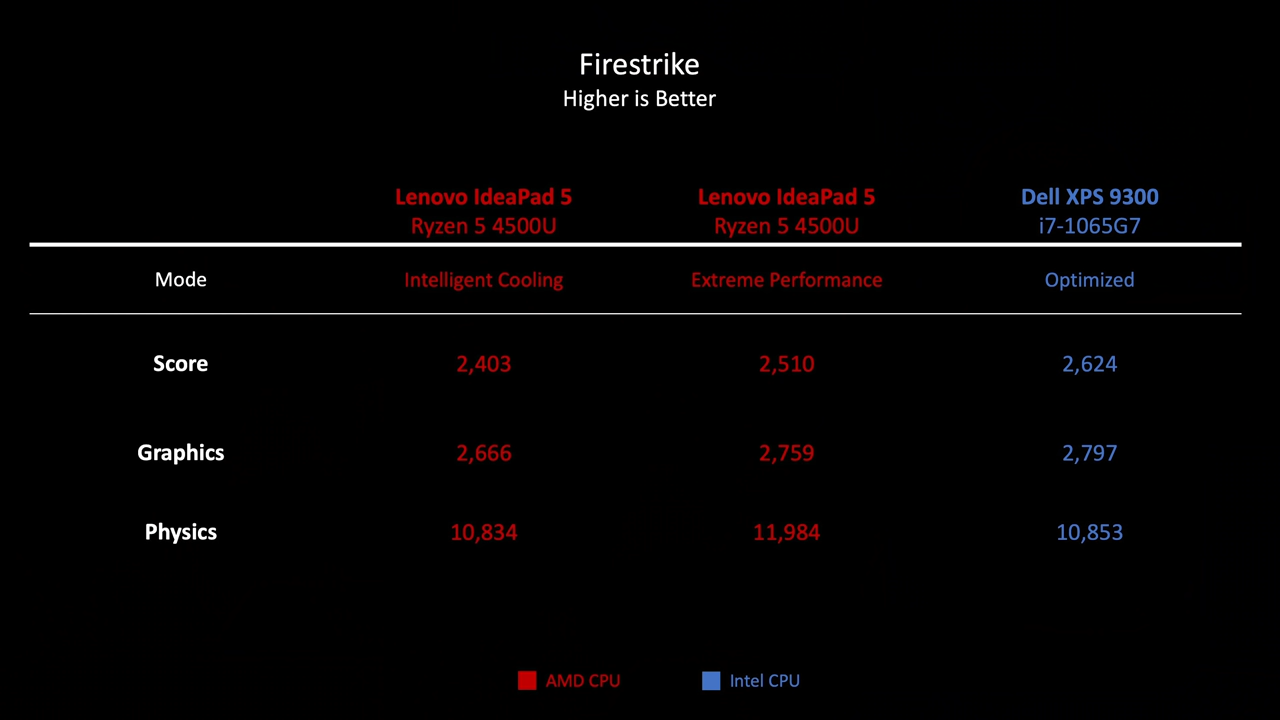 Firestrike
Higher is Better
Lenovo IdeaPad 5 Lenovo IdeaPad 5 Dell XPS 9300
Ryzen 5 4500U Ryzen 5 4500U i7-1065G7
Mode Intelligent Cooling Extreme Performance Optimized
Score 2,403 2,510 2,624
Graphics 2,666 2,759 2,797
Physics 10,834 11,984 10,853
AMD CPU Intel CPU